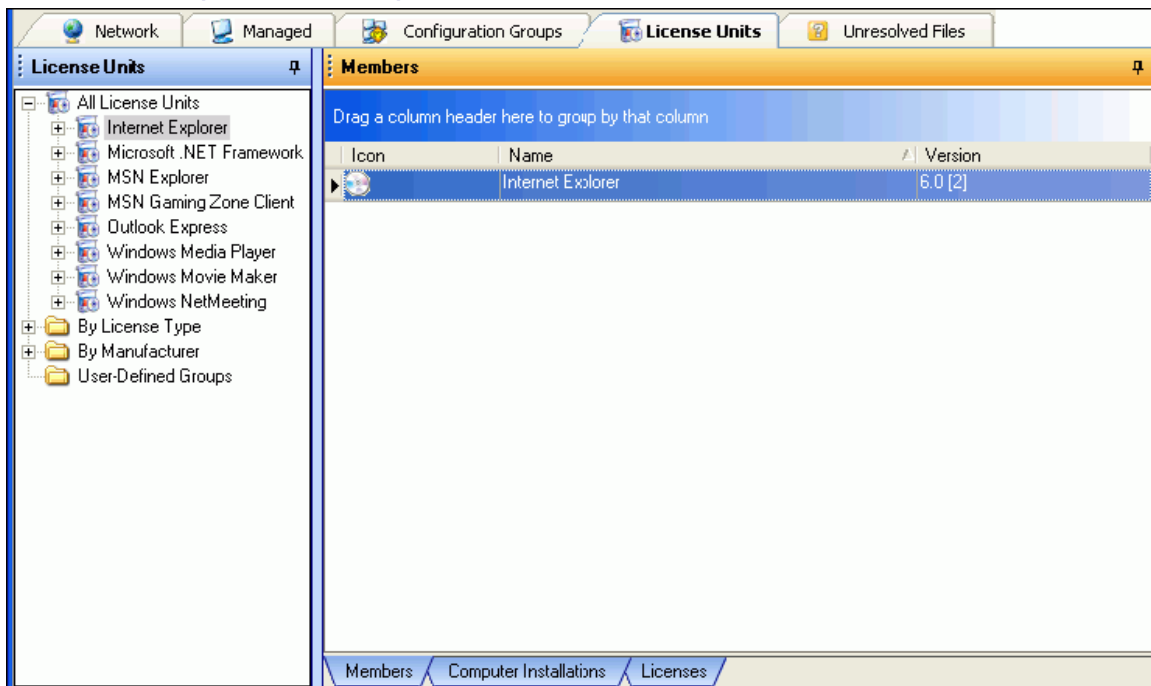 Network Managed Configuration Groups License Units Unresolved Files
License Units
All License Units
Internet Explorer
Microsoft .NET Framework
MSN Explorer
MSN Gaming Zone Client
Outlook Express
Windows Media Player
Windows Movie Maker
Windows NetMeeting
By License Type
By Manufacturer
User-Defined Groups
Members
Drag a column header here to group by that column
Icon Name Version
Internet Explorer 6.0 [2]
Members Computer Installations Licenses